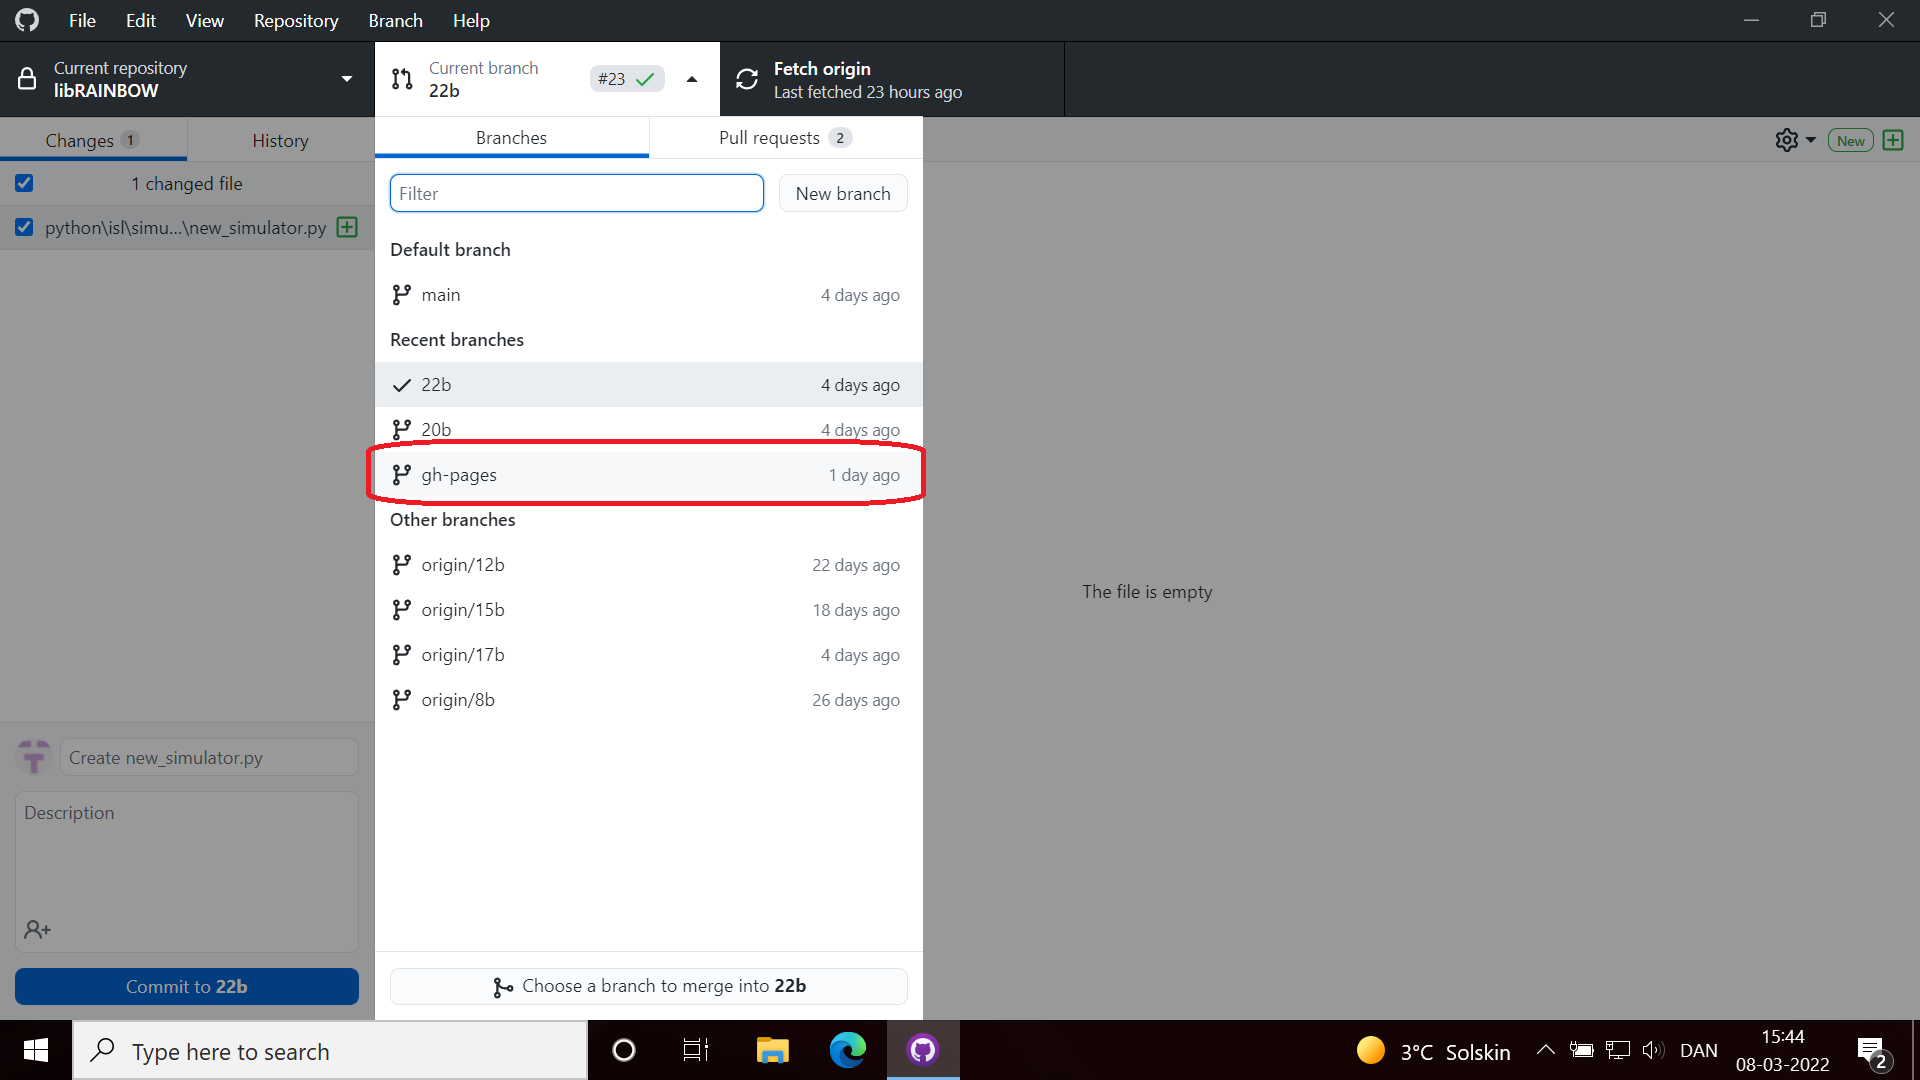 File Edit View Repository Branch Help
Current repository
libRAINBOW
Current branch
22b
#23
Fetch origin
Last fetched 23 hours ago
Changes 1
History
Branches
Pull requests 2
New
1 changed file
Filter
New branch
python\isl\simu...\new_simulator.py
Default branch
main 4 days ago
Recent branches
22b 4 days ago
20b 4 days ago
gh-pages 1 day ago
Other branches
origin/12b 22 days ago
The file is empty
origin/15b 18 days ago
origin/17b 4 days ago
origin/8b 26 days ago
Create new_simulator.py
Description
Commit to 22b
Choose a branch to merge into 22b
Type here to search
3°C Solskin
DAN
15:44
08-03-2022
2